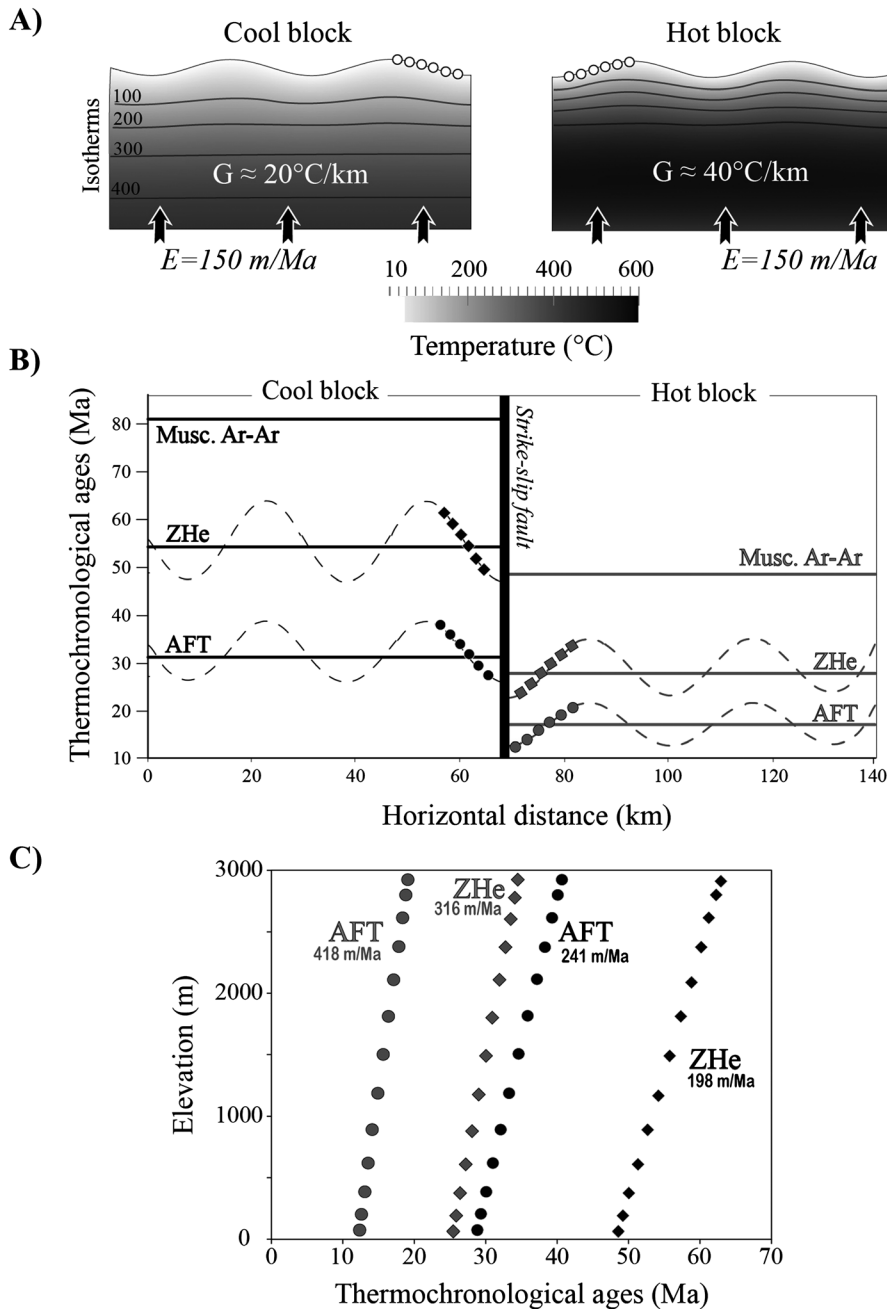 A)
Cool block
Hot block
Isotherms
100
200
300
400
G ≈ 20°C/km
G ≈ 40°C/km
E=150 m/Ma
E=150 m/Ma
10 200 400 600
Temperature (°C)
B)
Cool block
Hot block
Thermochronological ages (Ma)
80
70
60
50
40
30
20
10
Musc. Ar-Ar
ZHe
AFT
Strike-slip fault
Musc. Ar-Ar
ZHe
AFT
0 20 40 60 80 100 120 140
Horizontal distance (km)
C)
Elevation (m)
3000
2000
1000
0
AFT
418 m/Ma
ZHe
316 m/Ma
AFT
241 m/Ma
ZHe
198 m/Ma
0 10 20 30 40 50 60 70
Thermochronological ages (Ma)